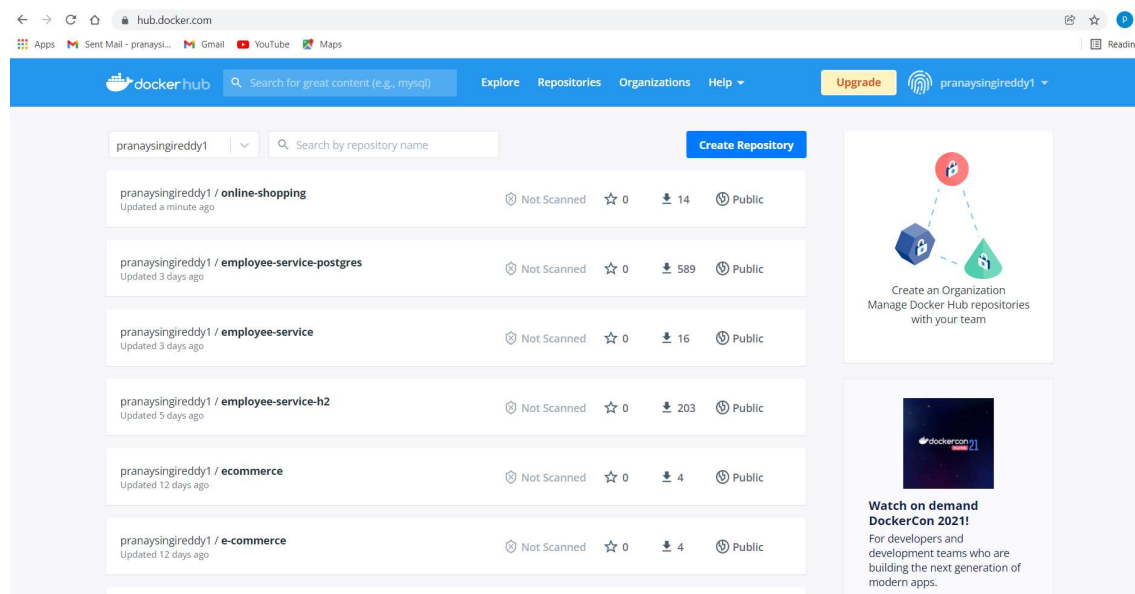 hub.docker.com
Apps Sent Mail - pranaysi... Gmail YouTube Maps Readin
dockerhub Search for great content (e.g., mysql) Explore Repositories Organizations Help Upgrade pranaysingireddy1
P
pranaysingireddy1 Search by repository name Create Repository
pranaysingireddy1 / online-shopping
Updated a minute ago
Not Scanned 0 14 Public
pranaysingireddy1 / employee-service-postgres
Updated 3 days ago
Not Scanned 0 589 Public
pranaysingireddy1 / employee-service
Updated 3 days ago
Not Scanned 0 16 Public
pranaysingireddy1 / employee-service-h2
Updated 5 days ago
Not Scanned 0 203 Public
pranaysingireddy1 / ecommerce
Updated 12 days ago
Not Scanned 0 4 Public
pranaysingireddy1 / e-commerce
Updated 12 days ago
Not Scanned 0 4 Public
Create an Organization
Manage Docker Hub repositories
with your team
dockercon 21
Watch on demand
DockerCon 2021!
For developers and
development teams who are
building the next generation of
modern apps.